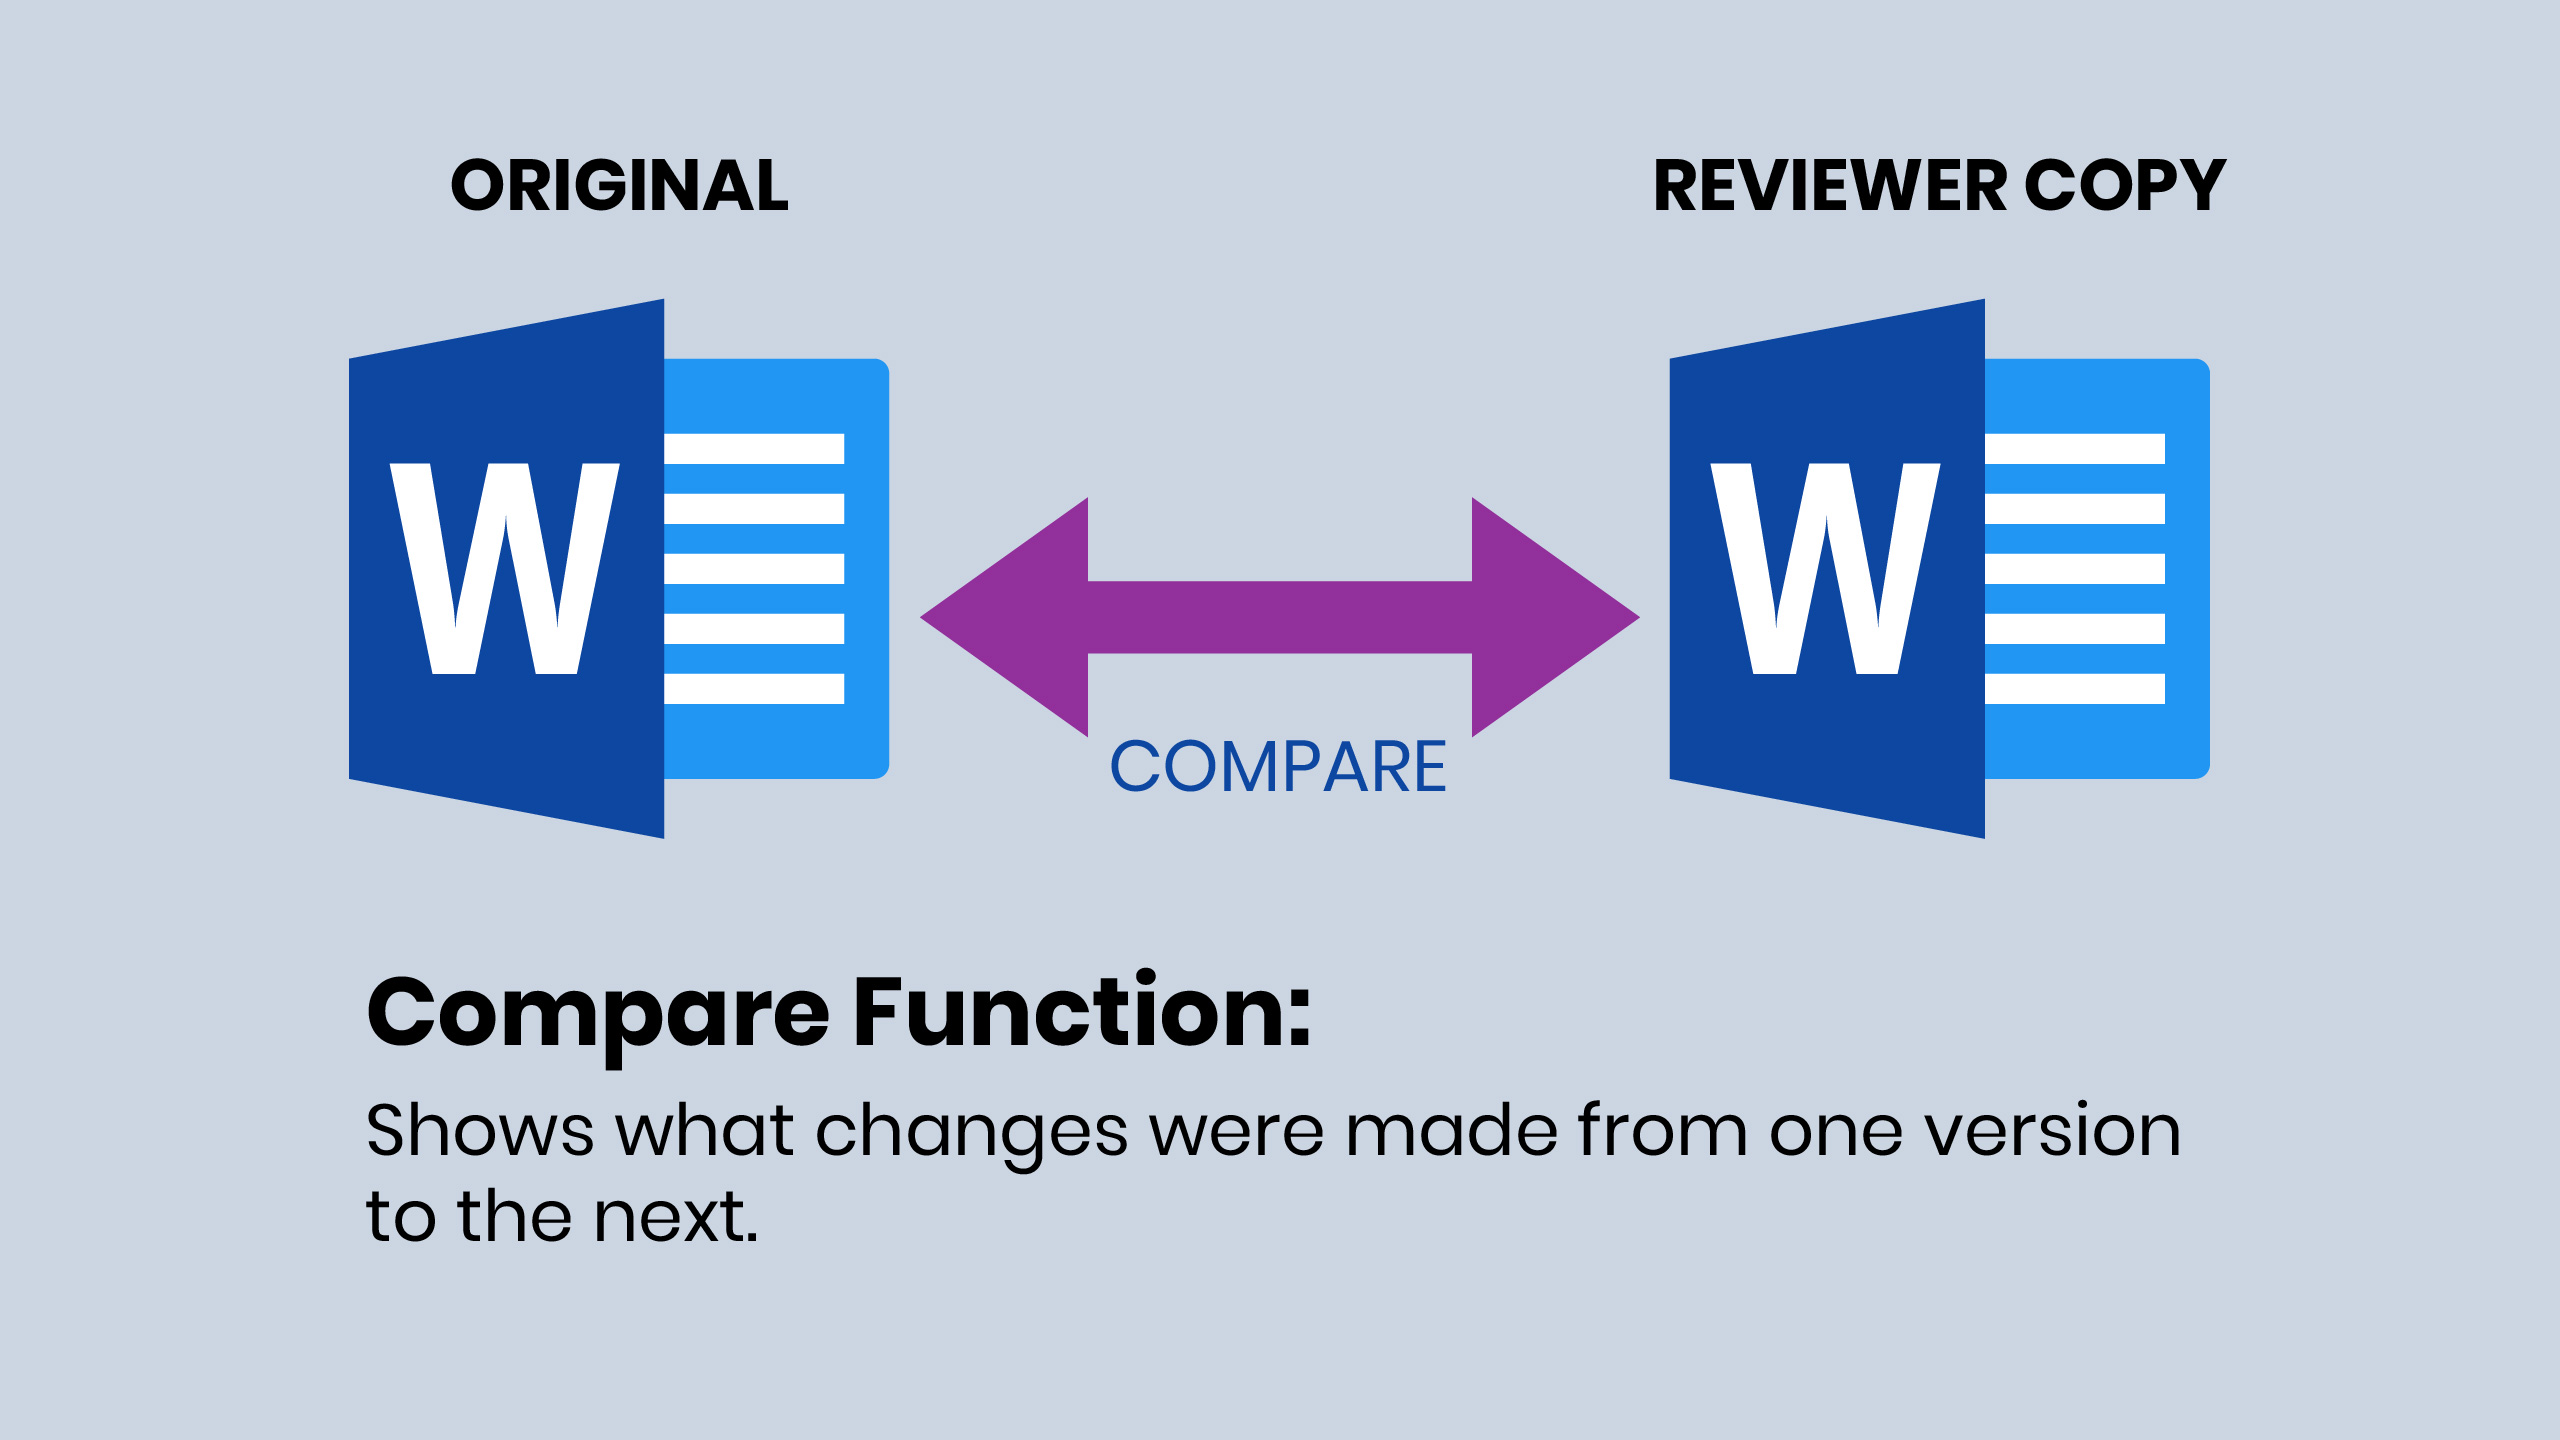 ORIGINAL
REVIEWER COPY
W
W
COMPARE
Compare Function:
Shows what changes were made from one version
to the next.